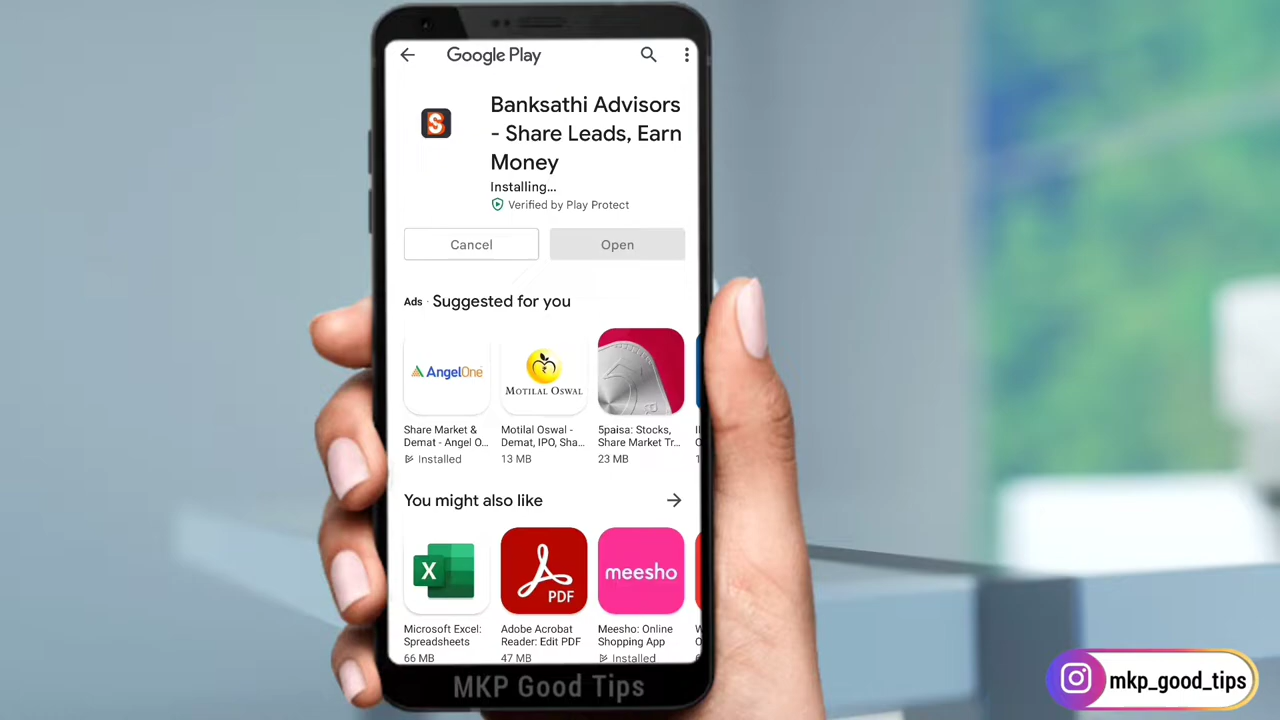 Google Play
Banksathi Advisors
- Share Leads, Earn
Money
Installing...
Verified by Play Protect
Cancel
Open
Ads · Suggested for you
AngelOne
MOTILAL OSWAL
Share Market &
Demat - Angel O...
Installed
Motilal Oswal -
Demat, IPO, Sha...
13 MB
5paisa: Stocks,
Share Market Tr...
23 MB
You might also like
X
PDF
meesho
Microsoft Excel:
Spreadsheets
66 MB
Adobe Acrobat
Reader: Edit PDF
47 MB
Meesho: Online
Shopping App
Installed
MKP Good Tips
mkp_good_tips